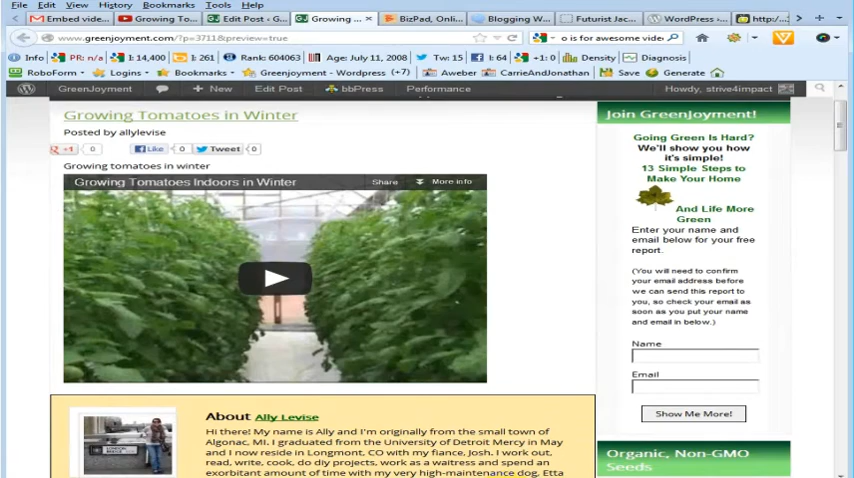 File Edit View History Bookmarks Tools Help
Embed video... Growing To... Edit Post ‹ G... Growing ... × BizPad, Onli... Blogging W... Futurist Jac... WordPress ›... http:/...
www.greenjoyment.com/?p=3711&preview=true o is for awesome video
Info PR: n/a I: 14,400 I: 261 Rank: 604063 Age: July 11, 2008 Tw: 15 I: 64 +1: 0 Density Diagnosis
RoboForm Logins Bookmarks Greenjoyment - Wordpress (+7) Aweber CarrieAndJonathan Save Generate
GreenJoyment + New Edit Post bbPress Performance Howdy, strive4impact
Growing Tomatoes in Winter
Posted by allylevise
+1 0 Like 0 Tweet 0
Growing tomatoes in winter
Growing Tomatoes Indoors in Winter Share More info
About Ally Levise
Hi there! My name is Ally and I'm originally from the small town of
Algonac, MI. I graduated from the University of Detroit Mercy in May
and I now reside in Longmont, CO with my fiance, Josh. I work out,
read, write, cook, do diy projects, work as a waitress and spend an
exorbitant amount of time with my very high-maintenance dog, Etta
Join GreenJoyment!
Going Green Is Hard?
We'll show you how
it's simple!
13 Simple Steps to
Make Your Home
And Life More
Green
Enter your name and
email below for your free
report.
(You will need to confirm
your email address before
we can send this report to
you, so check your email as
soon as you put your name
and email in below.)
Name
Email
Show Me More!
Organic, Non-GMO
Seeds